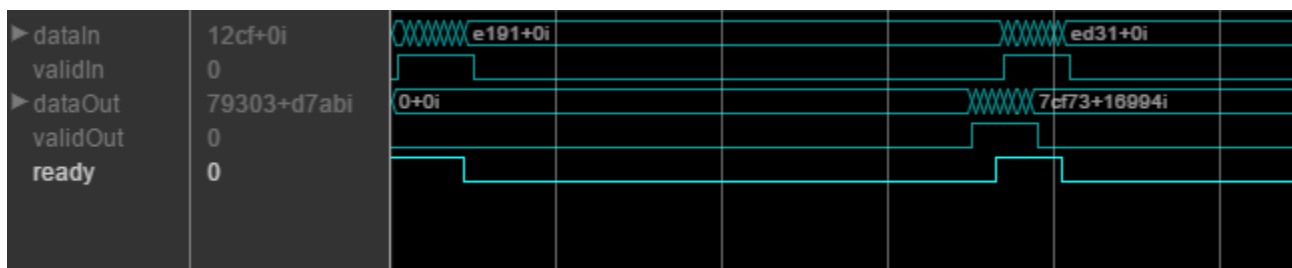 dataIn 12cf+0i e191+0i ed31+0i
validIn 0
dataOut 79303+d7abi 0+0i 7cf73+16994i
validOut 0
ready 0